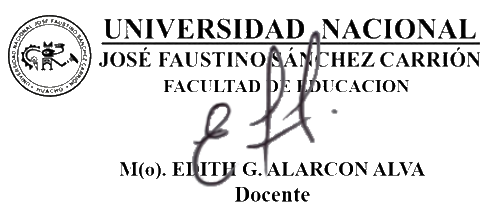 UNIVERSIDAD NACIONAL
JOSÉ FAUSTINO SÁNCHEZ CARRIÓN
FACULTAD DE EDUCACION
M(o). EDITH G. ALARCON ALVA
Docente